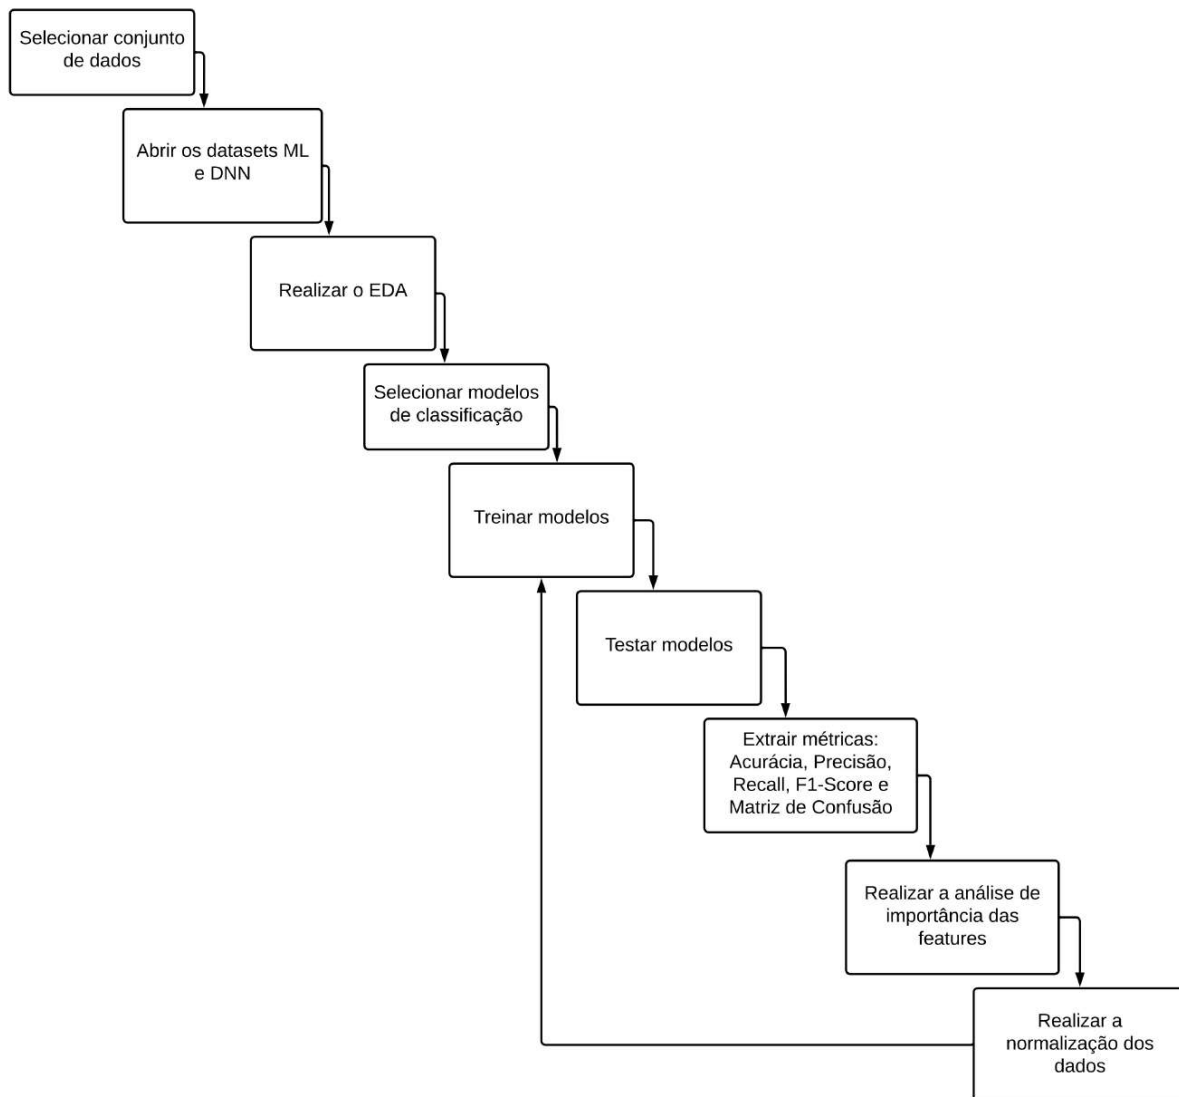 Selecionar conjunto
de dados
Abrir os datasets ML
e DNN
Realizar o EDA
Selecionar modelos
de classificação
Treinar modelos
Testar modelos
Extrair métricas:
Acurácia, Precisão,
Recall, F1-Score e
Matriz de Confusão
Realizar a análise de
importância das
features
Realizar a
normalização dos
dados